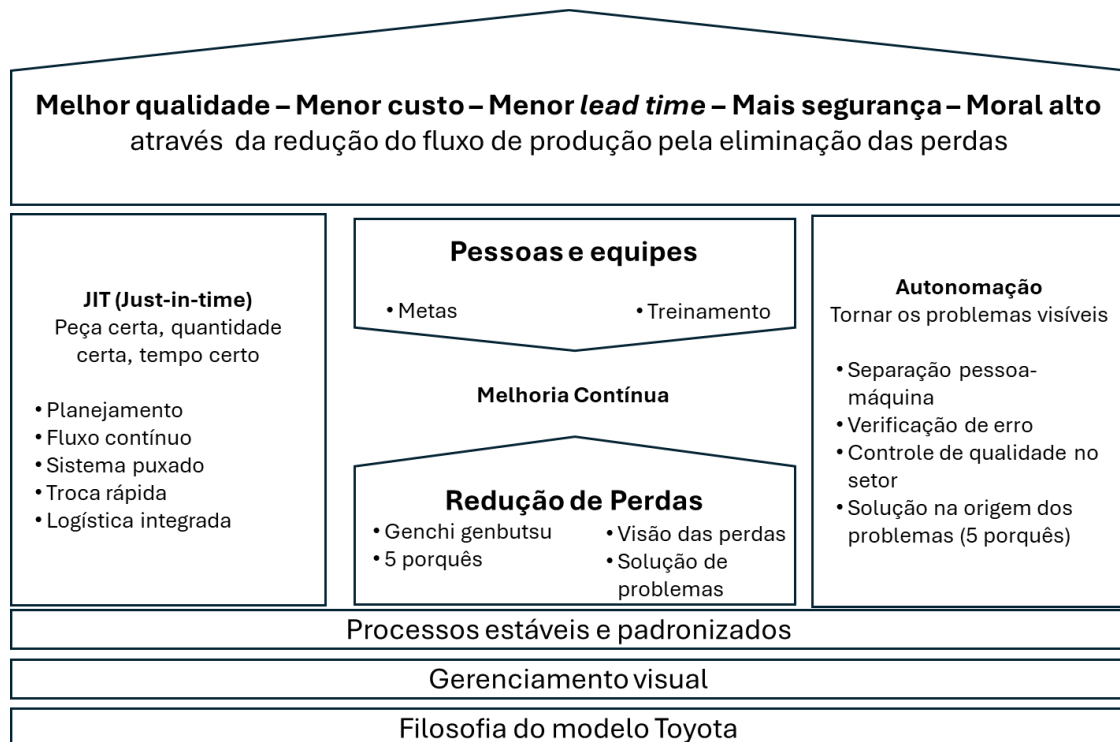 Melhor qualidade – Menor custo – Menor lead time – Mais segurança – Moral alto
através da redução do fluxo de produção pela eliminação das perdas
JIT (Just-in-time)
Peça certa, quantidade
certa, tempo certo
• Planejamento
• Fluxo contínuo
• Sistema puxado
• Troca rápida
• Logística integrada
Pessoas e equipes
• Metas
• Treinamento
Melhoria Contínua
Redução de Perdas
• Genchi genbutsu
• 5 porquês
• Visão das perdas
• Solução de
problemas
Autonomação
Tornar os problemas visíveis
• Separação pessoa-
máquina
• Verificação de erro
• Controle de qualidade no
setor
• Solução na origem dos
problemas (5 porquês)
Processos estáveis e padronizados
Gerenciamento visual
Filosofia do modelo Toyota